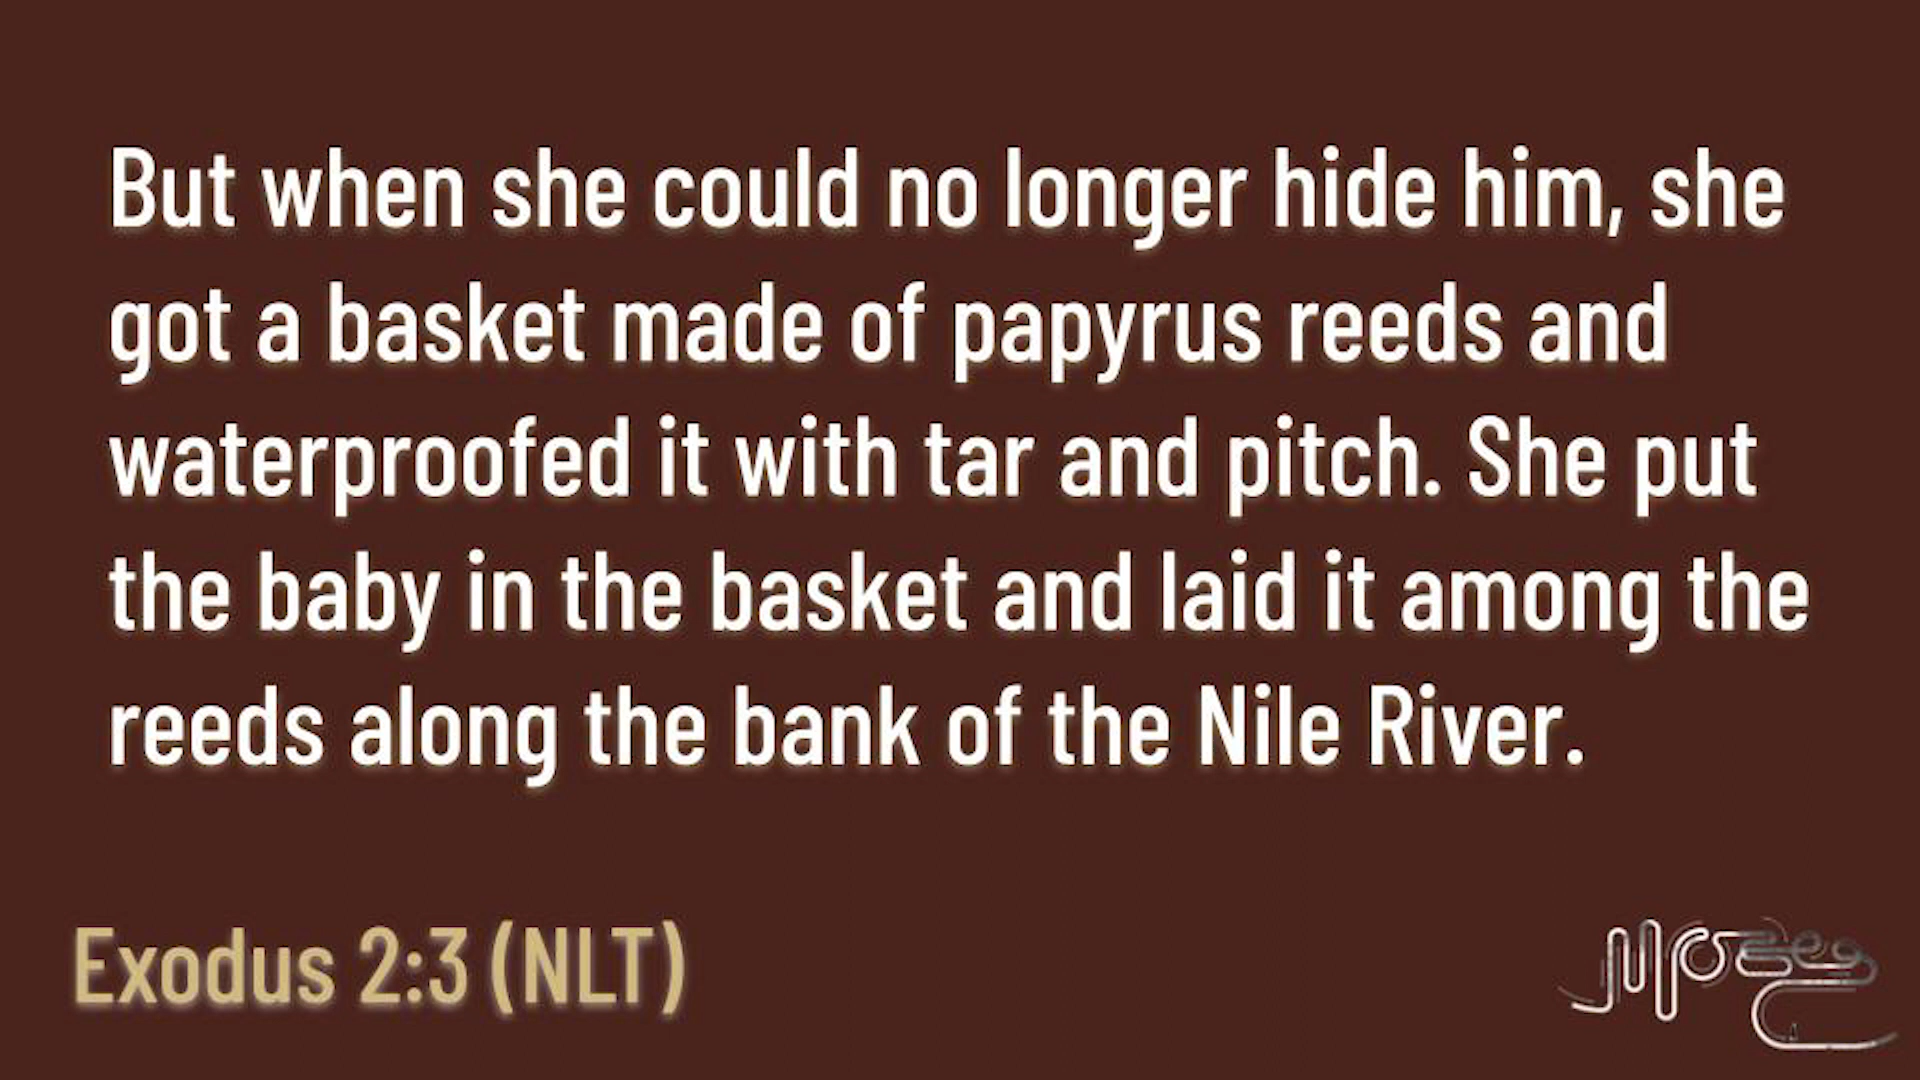 But when she could no longer hide him, she
got a basket made of papyrus reeds and
waterproofed it with tar and pitch. She put
the baby in the basket and laid it among the
reeds along the bank of the Nile River.
Exodus 2:3 (NLT)
Moses